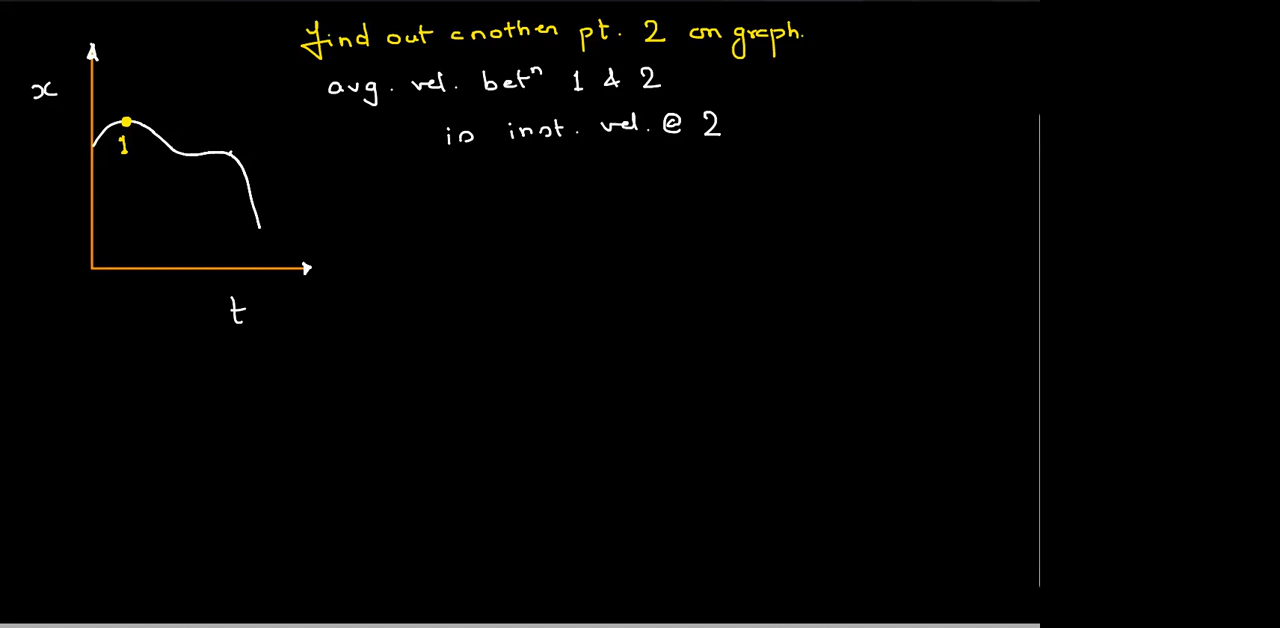 find out another pt. 2 on graph.
x
avg. vel. betⁿ 1 & 2
1
is inst. vel. @ 2
t